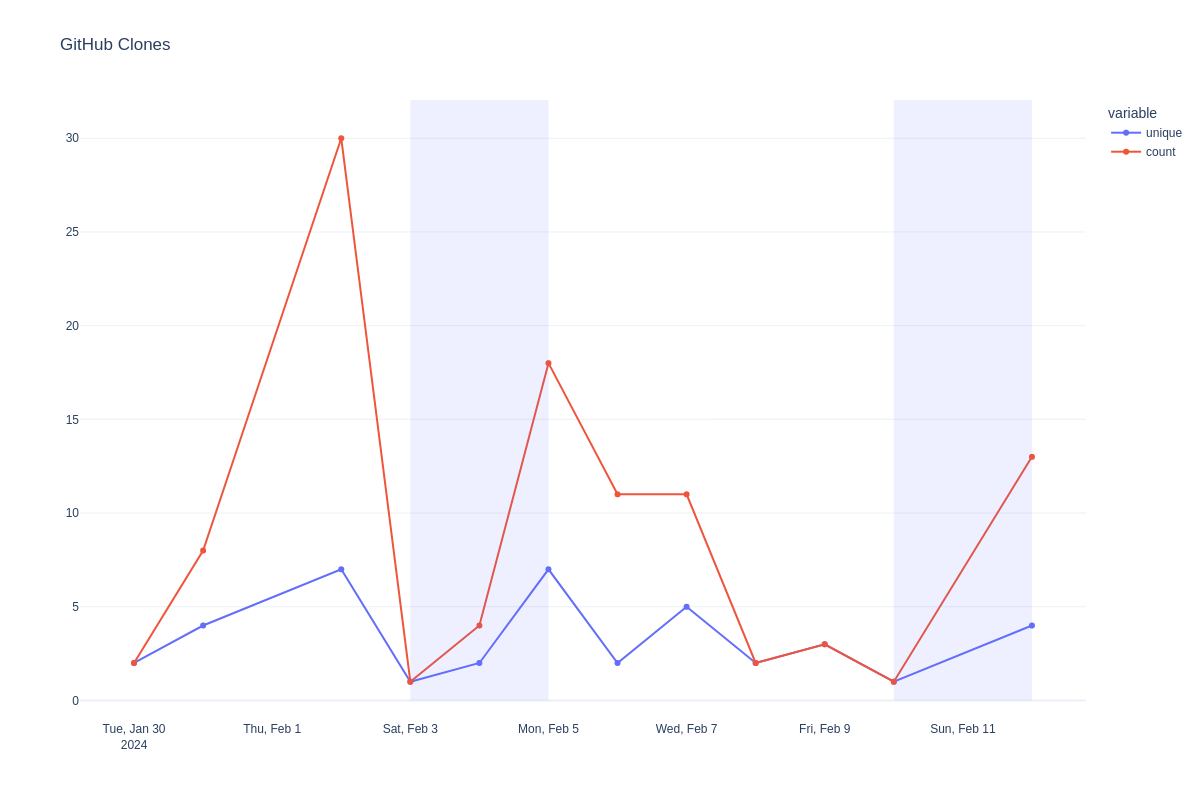 GitHub Clones
variable
unique
count
30
25
20
15
10
5
0
Tue, Jan 30
2024
Thu, Feb 1
Sat, Feb 3
Mon, Feb 5
Wed, Feb 7
Fri, Feb 9
Sun, Feb 11